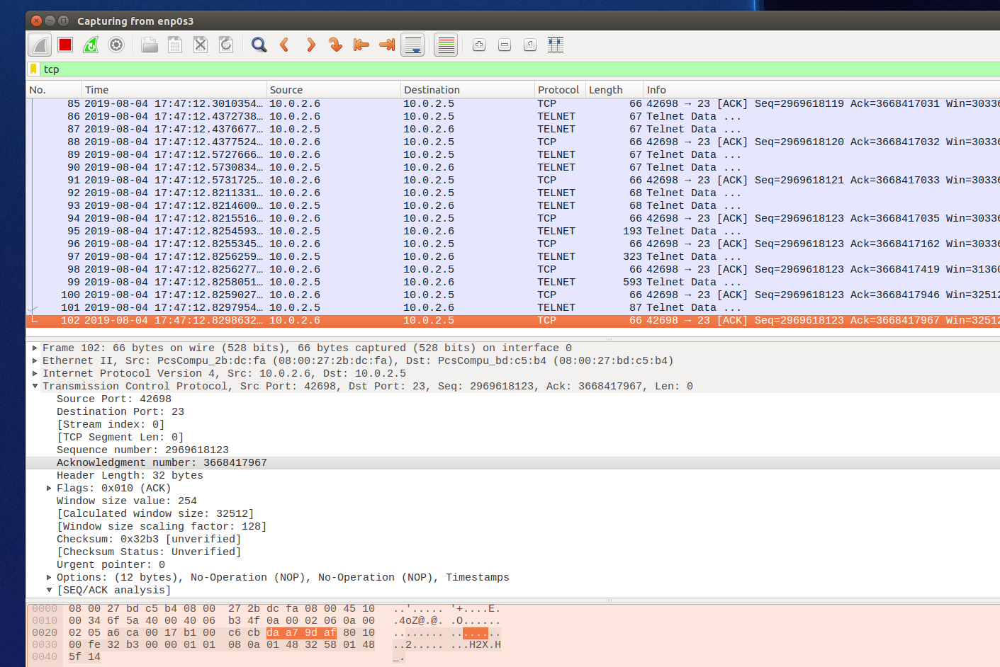 Capturing from enp0s3
tcp
No. Time Source Destination Protocol Length Info
85 2019-08-04 17:47:12.3010354… 10.0.2.6 10.0.2.5 TCP 66 42698 → 23 [ACK] Seq=2969618119 Ack=3668417031 Win=30336
86 2019-08-04 17:47:12.4372738… 10.0.2.6 10.0.2.5 TELNET 67 Telnet Data ...
87 2019-08-04 17:47:12.4376677… 10.0.2.5 10.0.2.6 TELNET 67 Telnet Data ...
88 2019-08-04 17:47:12.4377524… 10.0.2.6 10.0.2.5 TCP 66 42698 → 23 [ACK] Seq=2969618120 Ack=3668417032 Win=30336
89 2019-08-04 17:47:12.5727666… 10.0.2.6 10.0.2.5 TELNET 67 Telnet Data ...
90 2019-08-04 17:47:12.5730834… 10.0.2.5 10.0.2.6 TELNET 67 Telnet Data ...
91 2019-08-04 17:47:12.5731725… 10.0.2.6 10.0.2.5 TCP 66 42698 → 23 [ACK] Seq=2969618121 Ack=3668417033 Win=30336
92 2019-08-04 17:47:12.8211331… 10.0.2.6 10.0.2.5 TELNET 68 Telnet Data ...
93 2019-08-04 17:47:12.8214600… 10.0.2.5 10.0.2.6 TELNET 68 Telnet Data ...
94 2019-08-04 17:47:12.8215516… 10.0.2.6 10.0.2.5 TCP 66 42698 → 23 [ACK] Seq=2969618123 Ack=3668417035 Win=30336
95 2019-08-04 17:47:12.8254593… 10.0.2.5 10.0.2.6 TELNET 193 Telnet Data ...
96 2019-08-04 17:47:12.8255345… 10.0.2.6 10.0.2.5 TCP 66 42698 → 23 [ACK] Seq=2969618123 Ack=3668417162 Win=30336
97 2019-08-04 17:47:12.8256259… 10.0.2.5 10.0.2.6 TELNET 323 Telnet Data ...
98 2019-08-04 17:47:12.8256277… 10.0.2.6 10.0.2.5 TCP 66 42698 → 23 [ACK] Seq=2969618123 Ack=3668417419 Win=31360
99 2019-08-04 17:47:12.8258051… 10.0.2.5 10.0.2.6 TELNET 593 Telnet Data ...
100 2019-08-04 17:47:12.8259027… 10.0.2.6 10.0.2.5 TCP 66 42698 → 23 [ACK] Seq=2969618123 Ack=3668417946 Win=32512
101 2019-08-04 17:47:12.8297954… 10.0.2.5 10.0.2.6 TELNET 87 Telnet Data ...
102 2019-08-04 17:47:12.8298632… 10.0.2.6 10.0.2.5 TCP 66 42698 → 23 [ACK] Seq=2969618123 Ack=3668417967 Win=32512
Frame 102: 66 bytes on wire (528 bits), 66 bytes captured (528 bits) on interface 0
Ethernet II, Src: PcsCompu_2b:dc:fa (08:00:27:2b:dc:fa), Dst: PcsCompu_bd:c5:b4 (08:00:27:bd:c5:b4)
Internet Protocol Version 4, Src: 10.0.2.6, Dst: 10.0.2.5
Transmission Control Protocol, Src Port: 42698, Dst Port: 23, Seq: 2969618123, Ack: 3668417967, Len: 0
Source Port: 42698
Destination Port: 23
[Stream index: 0]
[TCP Segment Len: 0]
Sequence number: 2969618123
Acknowledgment number: 3668417967
Header Length: 32 bytes
Flags: 0x010 (ACK)
Window size value: 254
[Calculated window size: 32512]
[Window size scaling factor: 128]
Checksum: 0x32b3 [unverified]
[Checksum Status: Unverified]
Urgent pointer: 0
Options: (12 bytes), No-Operation (NOP), No-Operation (NOP), Timestamps
[SEQ/ACK analysis]
0000 08 00 27 bd c5 b4 08 00 27 2b dc fa 08 00 45 10 ..'..... '+....E.
0010 00 34 6f 5a 40 00 40 06 b3 4f 0a 00 02 06 0a 00 .4oZ@.@. .O......
0020 02 05 a6 ca 00 17 b1 00 c6 cb da a7 9d af 80 10 ........ ........
0030 00 fe 32 b3 00 00 01 01 08 0a 01 48 32 58 01 48 ..2..... ...H2X.H
0040 5f 14 _.